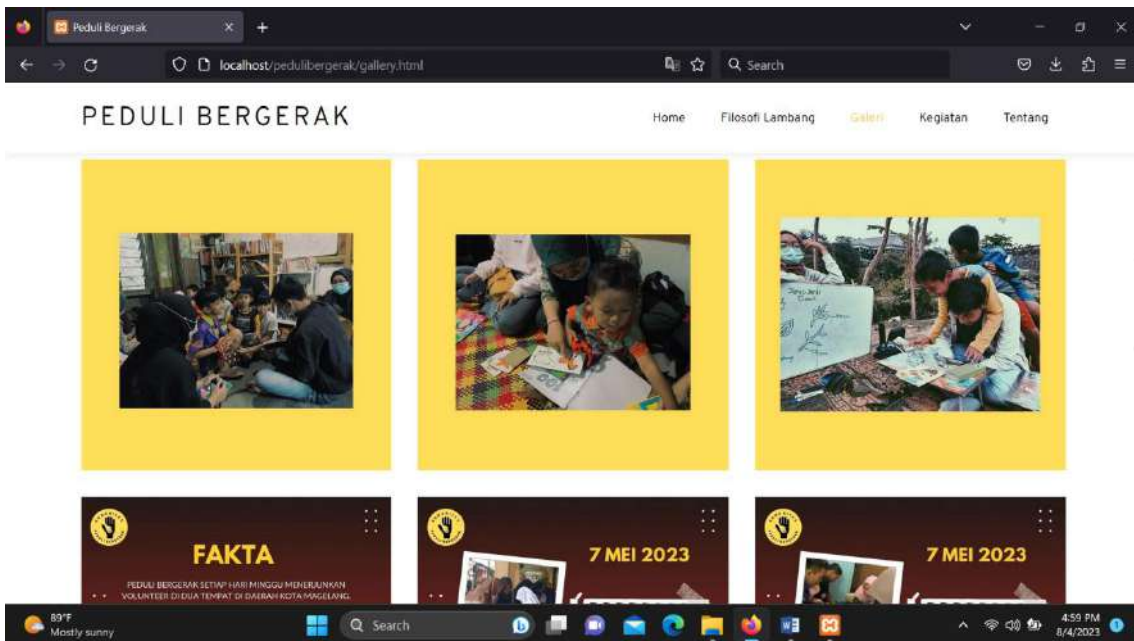 Peduli Bergerak
localhost/pedulibergerak/gallery.html
Search
PEDULI BERGERAK
Home Filosofi Lambang Galeri Kegiatan Tentang
FAKTA
PEDULI BERGERAK SETIAP HARI MINGGU MENERJUNKAN
VOLUNTEER DI DUA TEMPAT DI DAERAH KOTA MAGELANG.
7 MEI 2023
7 MEI 2023
89°F
Mostly sunny
Search
4:59 PM
8/4/2023
1